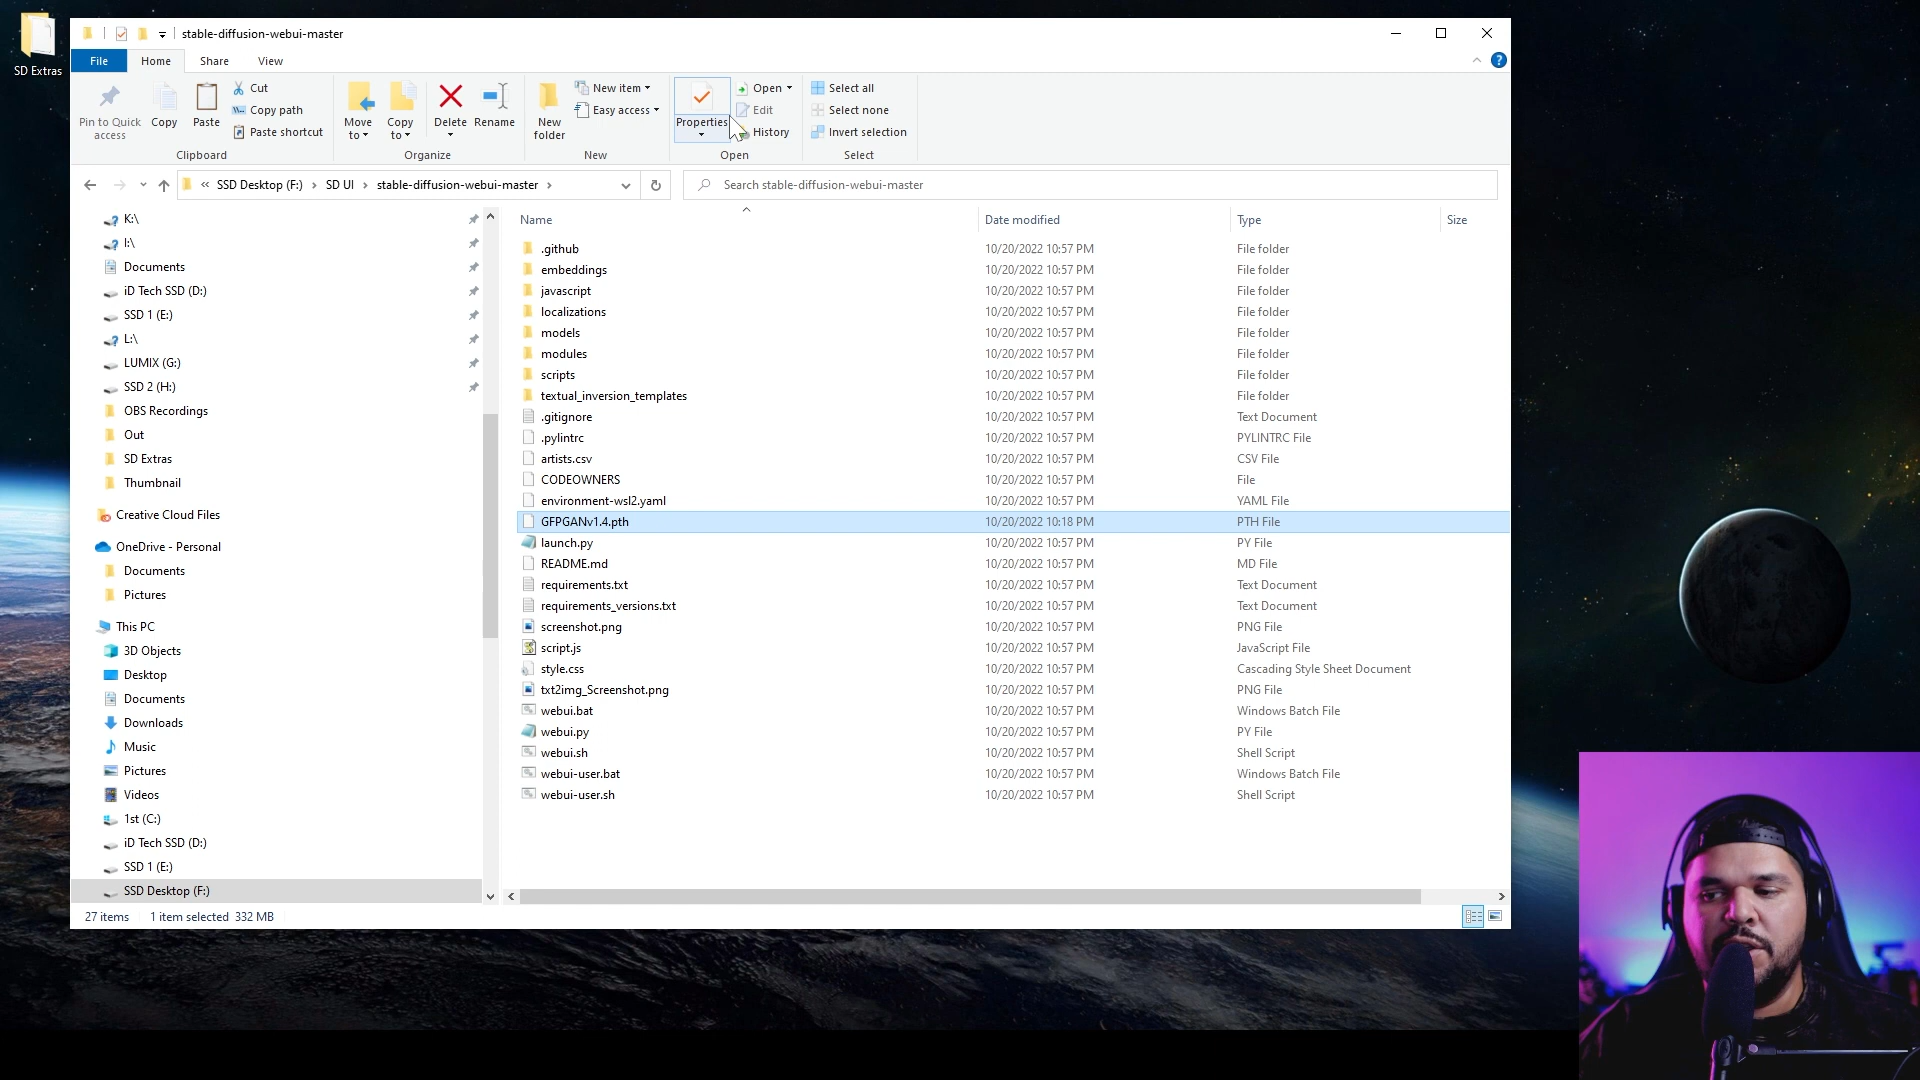 SD Extras
stable-diffusion-webui-master
File
Home
Share
View
Pin to Quick access
Copy
Paste
Cut
Copy path
Paste shortcut
Clipboard
Move to
Copy to
Delete
Rename
Organize
New folder
New item
Easy access
New
Properties
Open
Edit
History
Open
Select all
Select none
Invert selection
Select
« SSD Desktop (F:) › SD UI › stable-diffusion-webui-master ›
Search stable-diffusion-webui-master
K:\
I:\
Documents
iD Tech SSD (D:)
SSD 1 (E:)
L:\
LUMIX (G:)
SSD 2 (H:)
OBS Recordings
Out
SD Extras
Thumbnail
Creative Cloud Files
OneDrive - Personal
Documents
Pictures
This PC
3D Objects
Desktop
Documents
Downloads
Music
Pictures
Videos
1st (C:)
iD Tech SSD (D:)
SSD 1 (E:)
SSD Desktop (F:)
Name Date modified Type Size
.github 10/20/2022 10:57 PM File folder
embeddings 10/20/2022 10:57 PM File folder
javascript 10/20/2022 10:57 PM File folder
localizations 10/20/2022 10:57 PM File folder
models 10/20/2022 10:57 PM File folder
modules 10/20/2022 10:57 PM File folder
scripts 10/20/2022 10:57 PM File folder
textual_inversion_templates 10/20/2022 10:57 PM File folder
.gitignore 10/20/2022 10:57 PM Text Document
.pylintrc 10/20/2022 10:57 PM PYLINTRC File
artists.csv 10/20/2022 10:57 PM CSV File
CODEOWNERS 10/20/2022 10:57 PM File
environment-wsl2.yaml 10/20/2022 10:57 PM YAML File
GFPGANv1.4.pth 10/20/2022 10:18 PM PTH File
launch.py 10/20/2022 10:57 PM PY File
README.md 10/20/2022 10:57 PM MD File
requirements.txt 10/20/2022 10:57 PM Text Document
requirements_versions.txt 10/20/2022 10:57 PM Text Document
screenshot.png 10/20/2022 10:57 PM PNG File
script.js 10/20/2022 10:57 PM JavaScript File
style.css 10/20/2022 10:57 PM Cascading Style Sheet Document
txt2img_Screenshot.png 10/20/2022 10:57 PM PNG File
webui.bat 10/20/2022 10:57 PM Windows Batch File
webui.py 10/20/2022 10:57 PM PY File
webui.sh 10/20/2022 10:57 PM Shell Script
webui-user.bat 10/20/2022 10:57 PM Windows Batch File
webui-user.sh 10/20/2022 10:57 PM Shell Script
27 items 1 item selected 332 MB